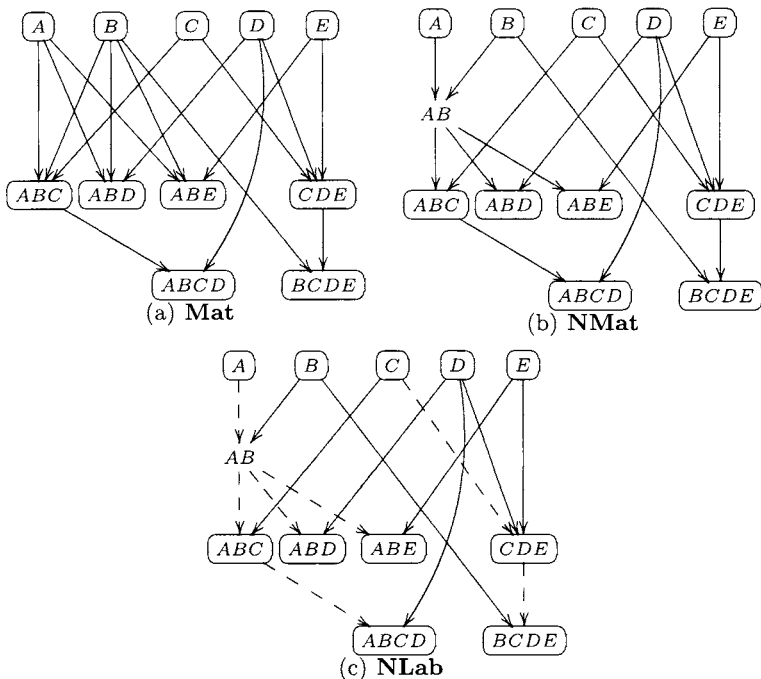 A B C D E
ABC ABD ABE CDE
ABCD BCDE
(a) Mat
A B C D E
AB
ABC ABD ABE CDE
ABCD BCDE
(b) NMat
A B C D E
AB
ABC ABD ABE CDE
ABCD BCDE
(c) NLab